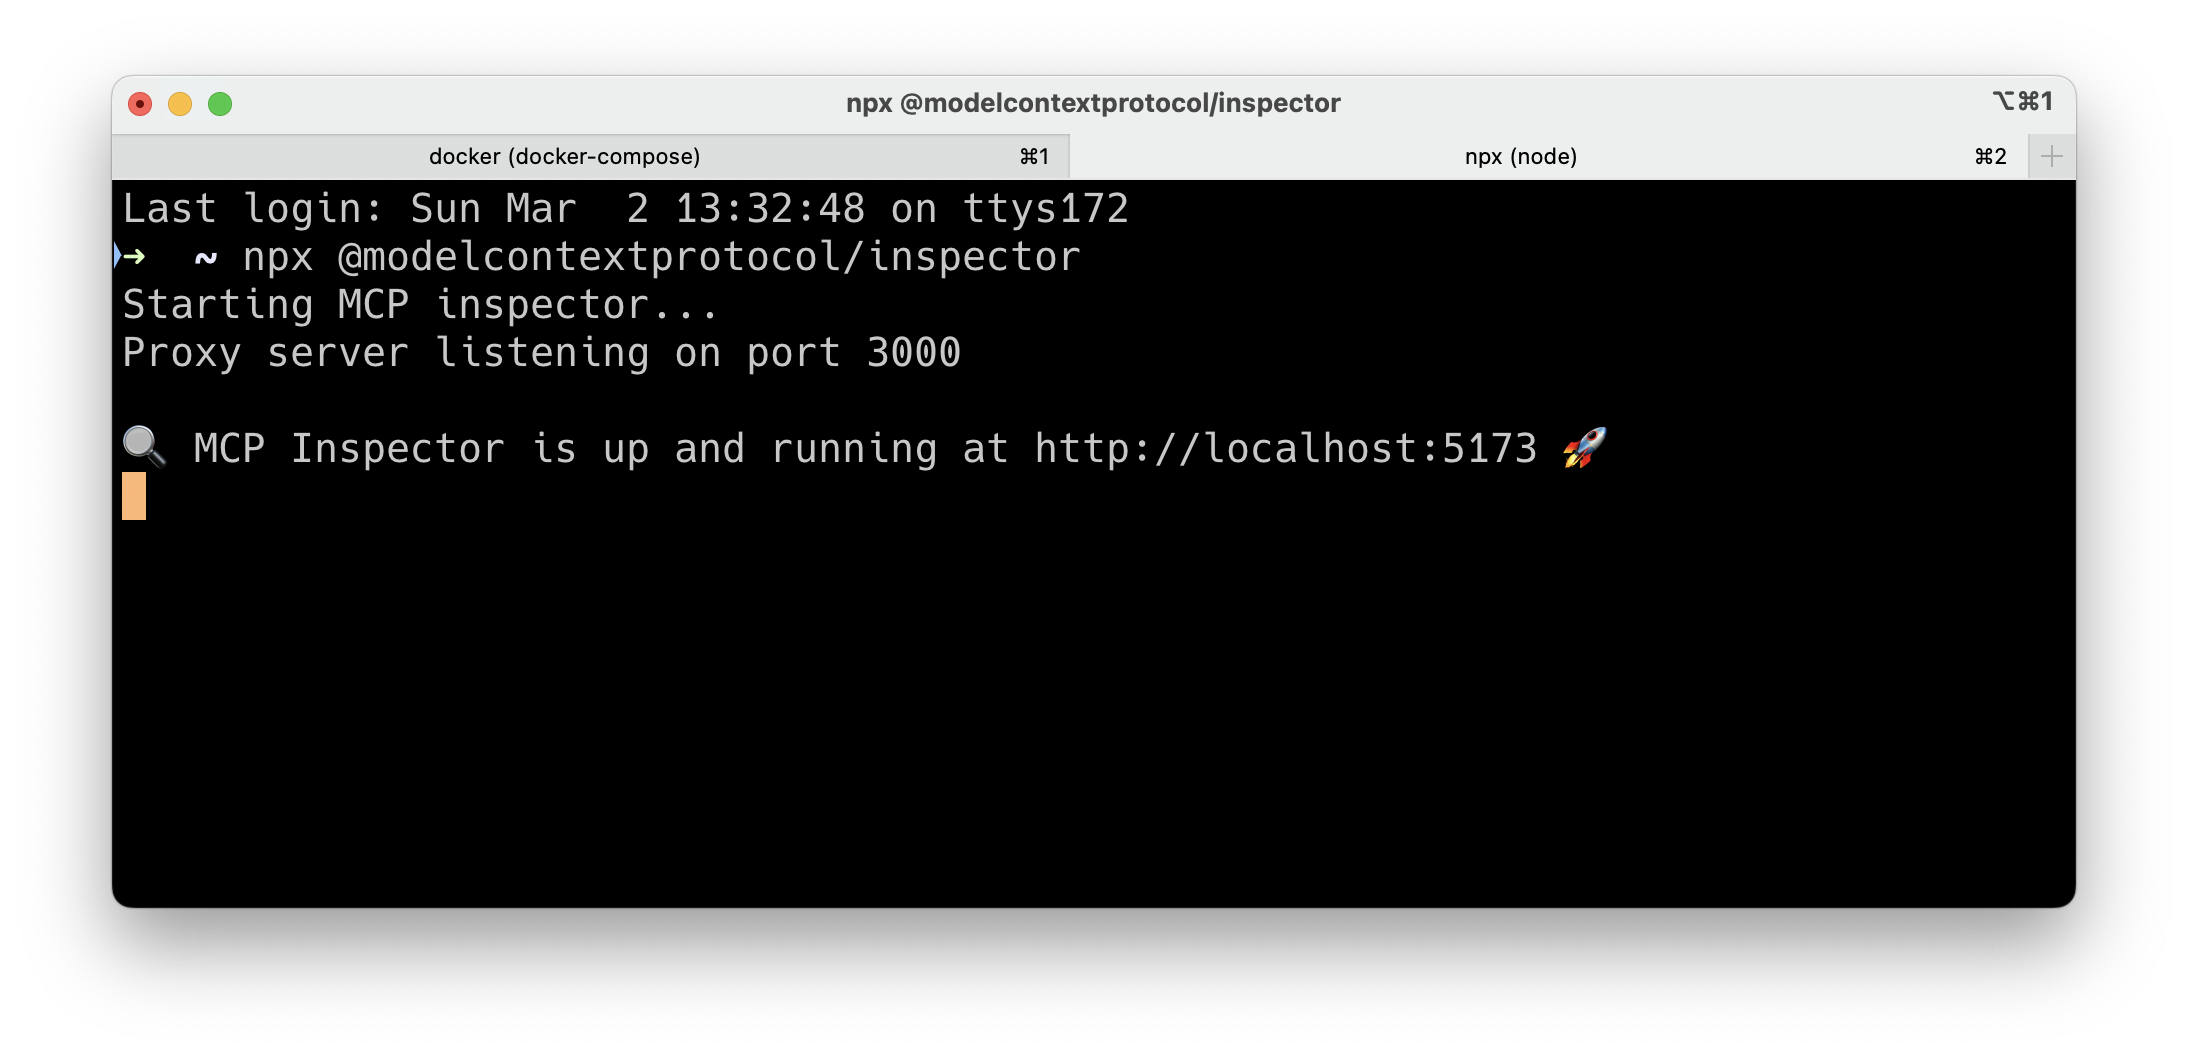 npx @modelcontextprotocol/inspector
⌥⌘1
docker (docker-compose) ⌘1
npx (node) ⌘2
Last login: Sun Mar  2 13:32:48 on ttys172
➜  ~ npx @modelcontextprotocol/inspector
Starting MCP inspector...
Proxy server listening on port 3000
🔍 MCP Inspector is up and running at http://localhost:5173 🚀